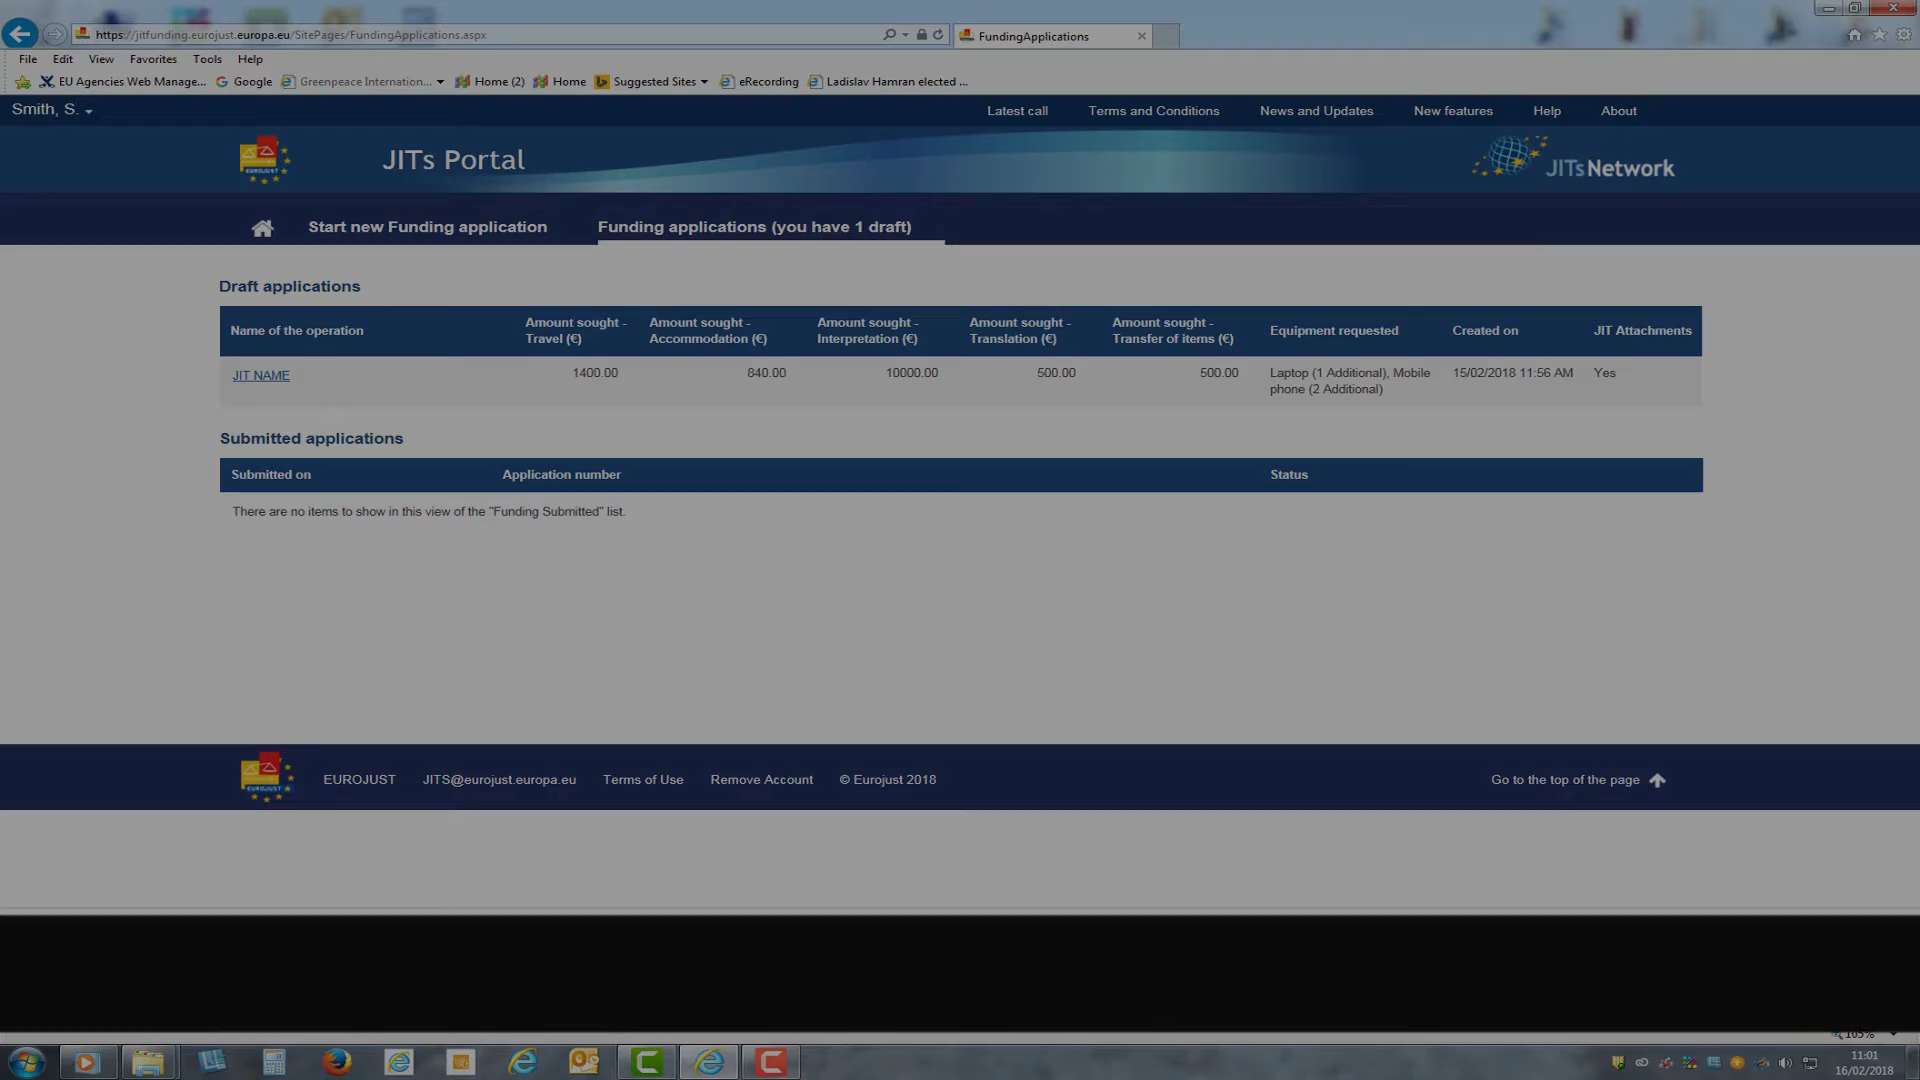 https://jitfunding.eurojust.europa.eu/SitePages/FundingApplications.aspx
FundingApplications
File Edit View Favorites Tools Help
EU Agencies Web Manage... Google Greenpeace Internation... Home (2) Home Suggested Sites eRecording Ladislav Hamran elected ...
Smith, S. Latest call Terms and Conditions News and Updates New features Help About
EUROJUST JITs Portal JITsNetwork
Start new Funding application Funding applications (you have 1 draft)
Draft applications
Name of the operation Amount sought - Travel (€) Amount sought - Accommodation (€) Amount sought - Interpretation (€) Amount sought - Translation (€) Amount sought - Transfer of items (€) Equipment requested Created on JIT Attachments
JIT NAME 1400.00 840.00 10000.00 500.00 500.00 Laptop (1 Additional), Mobile phone (2 Additional) 15/02/2018 11:56 AM Yes
Submitted applications
Submitted on Application number Status
There are no items to show in this view of the "Funding Submitted" list.
EUROJUST EUROJUST JITS@eurojust.europa.eu Terms of Use Remove Account © Eurojust 2018 Go to the top of the page
105%
11:01
16/02/2018